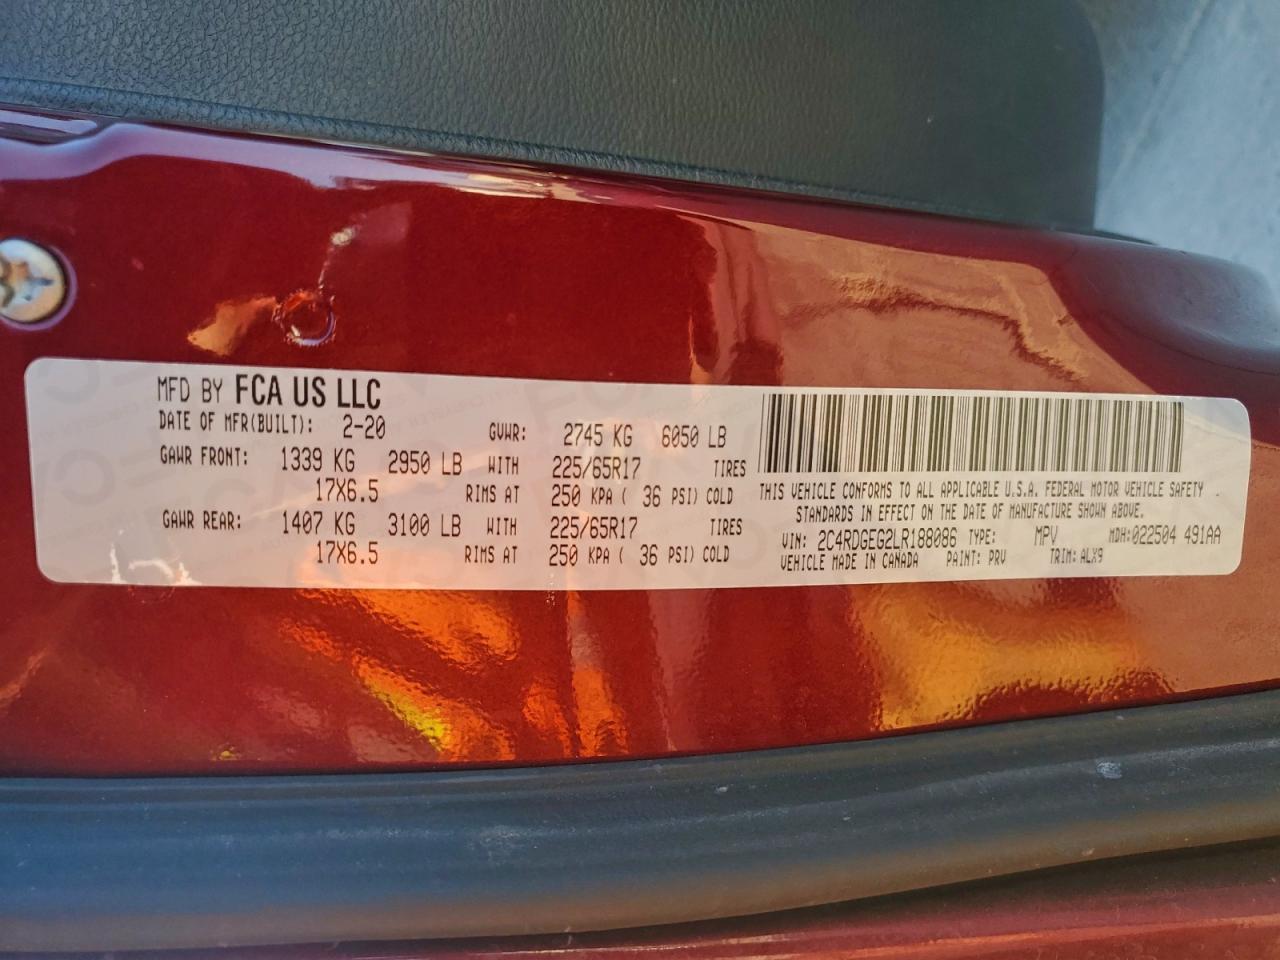 MFD BY FCA US LLC
DATE OF MFR(BUILT): 2-20 GVWR: 2745 KG 6050 LB
GAWR FRONT: 1339 KG 2950 LB WITH 225/65R17 TIRES
17X6.5 RIMS AT 250 KPA ( 36 PSI) COLD
GAWR REAR: 1407 KG 3100 LB WITH 225/65R17 TIRES
17X6.5 RIMS AT 250 KPA ( 36 PSI) COLD
THIS VEHICLE CONFORMS TO ALL APPLICABLE U.S.A. FEDERAL MOTOR VEHICLE SAFETY
STANDARDS IN EFFECT ON THE DATE OF MANUFACTURE SHOWN ABOVE.
VIN: 2C4RDGEG2LR188086 TYPE: MPV MDH:022504 491AA
VEHICLE MADE IN CANADA PAINT: PRV TRIM: ALX9